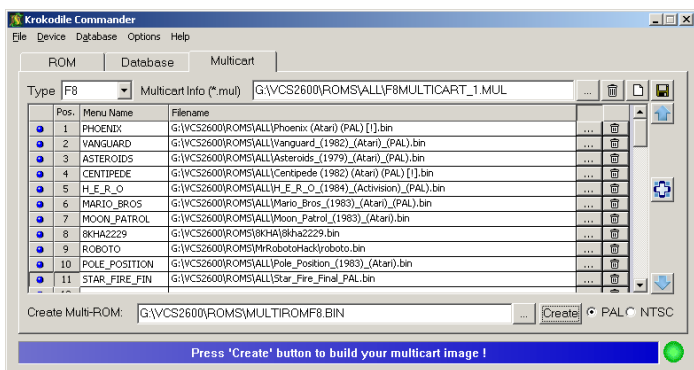 Krokodile Commander
File Device Database Options Help
ROM Database Multicart
Type F8 Multicart Info (*.mul) G:\VCS2600\ROMS\ALL\F8MULTICART_1.MUL ...
Pos. Menu Name Filename
1 PHOENIX G:\VCS2600\ROMS\ALL\Phoenix (Atari) (PAL) [!].bin ...
2 VANGUARD G:\VCS2600\ROMS\ALL\Vanguard_(1982)_(Atari)_(PAL).bin ...
3 ASTEROIDS G:\VCS2600\ROMS\ALL\Asteroids_(1979)_(Atari)_(PAL).bin ...
4 CENTIPEDE G:\VCS2600\ROMS\ALL\Centipede (1982) (Atari) (PAL) [!].bin ...
5 H_E_R_O G:\VCS2600\ROMS\ALL\H_E_R_O_(1984)_(Activision)_(PAL).bin ...
6 MARIO_BROS G:\VCS2600\ROMS\ALL\Mario_Bros_(1983)_(Atari)_(PAL).bin ...
7 MOON_PATROL G:\VCS2600\ROMS\ALL\Moon_Patrol_(1983)_(Atari).bin ...
8 8KHA2229 G:\VCS2600\ROMS\8KHA\8kha2229.bin ...
9 ROBOTO G:\VCS2600\ROMS\MrRobotoHack\roboto.bin ...
10 POLE_POSITION G:\VCS2600\ROMS\ALL\Pole_Position_(1983)_(Atari).bin ...
11 STAR_FIRE_FIN G:\VCS2600\ROMS\ALL\Star_Fire_Final_PAL.bin ...
Create Multi-ROM: G:\VCS2600\ROMS\MULTIROMF8.BIN ... Create PAL NTSC
Press 'Create' button to build your multicart image !